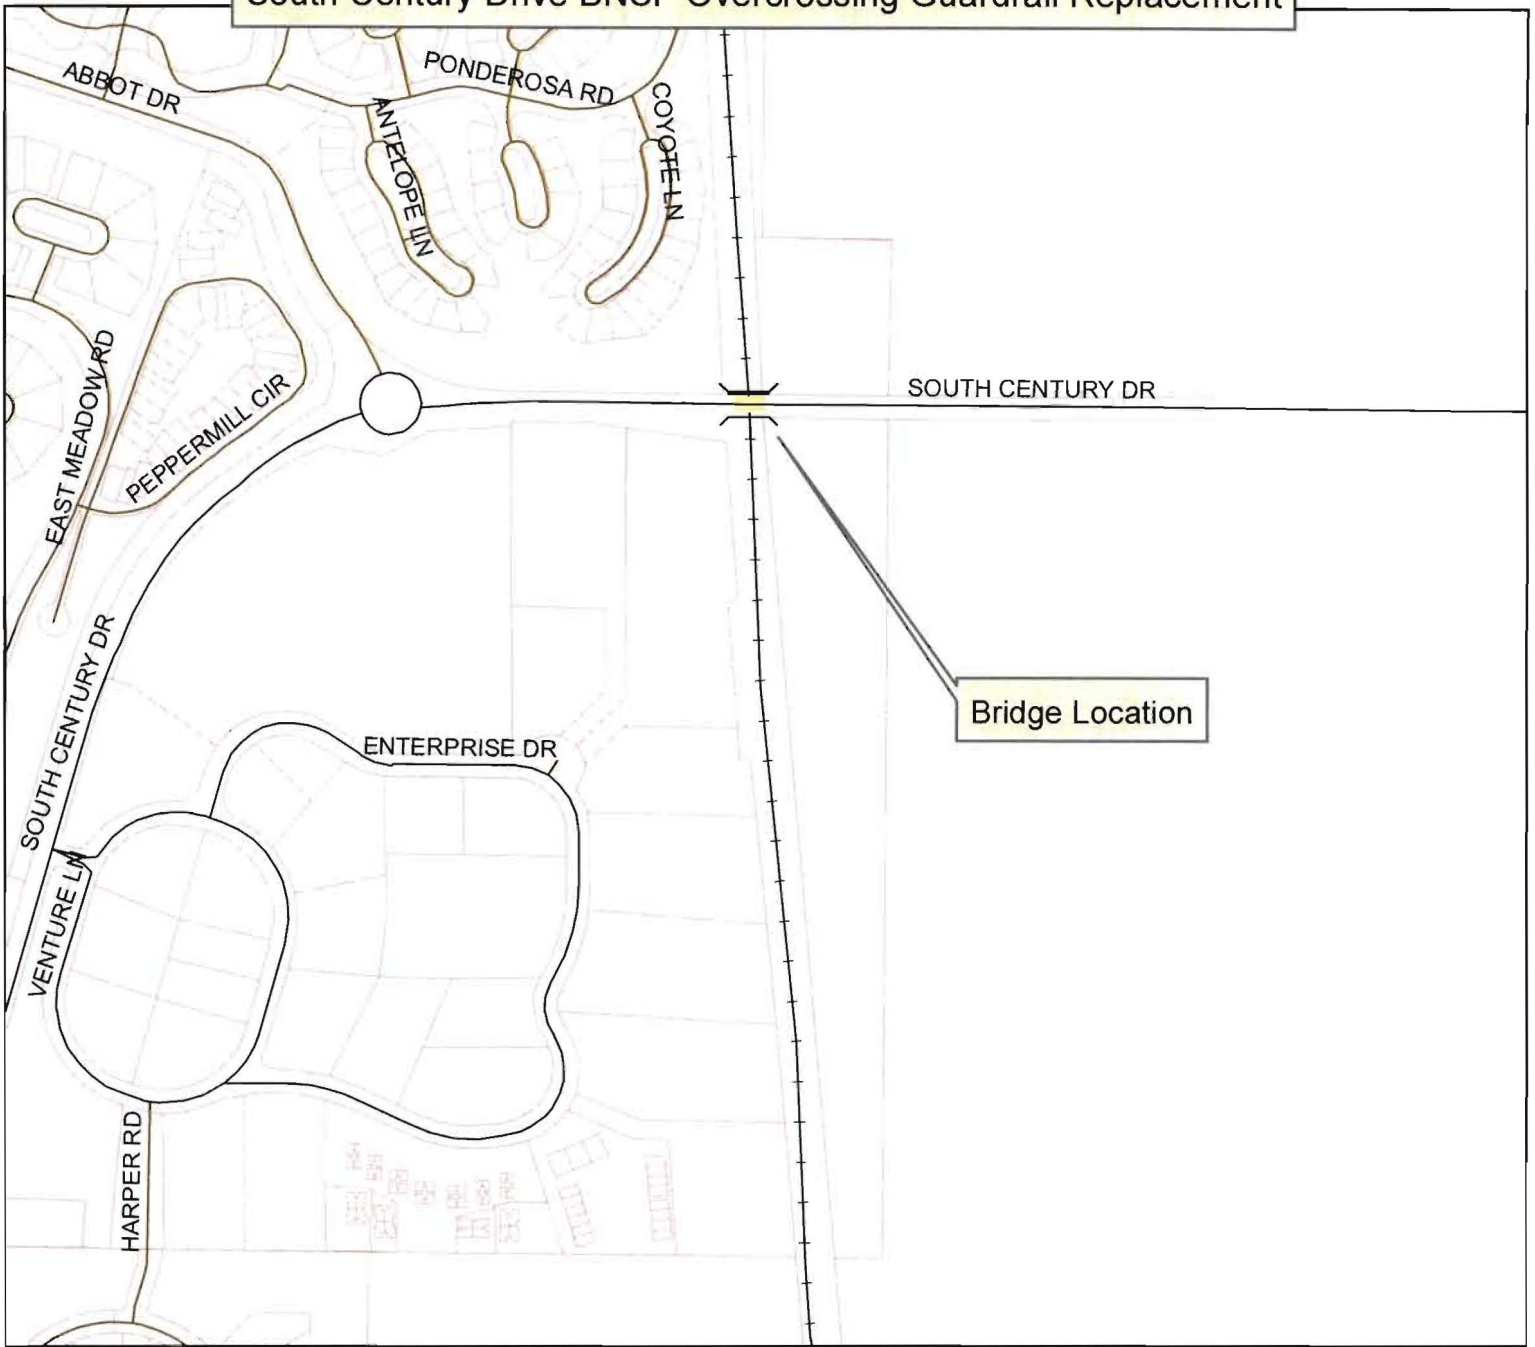 South Century Drive BNSF Overcrossing Guardrail Replacement
ABBOT DR
PONDEROSA RD
ANTELOPE LN
COYOTE LN
SOUTH CENTURY DR
EAST MEADOW RD
PEPPERMILL CIR
SOUTH CENTURY DR
Bridge Location
ENTERPRISE DR
VENTURE LN
HARPER RD